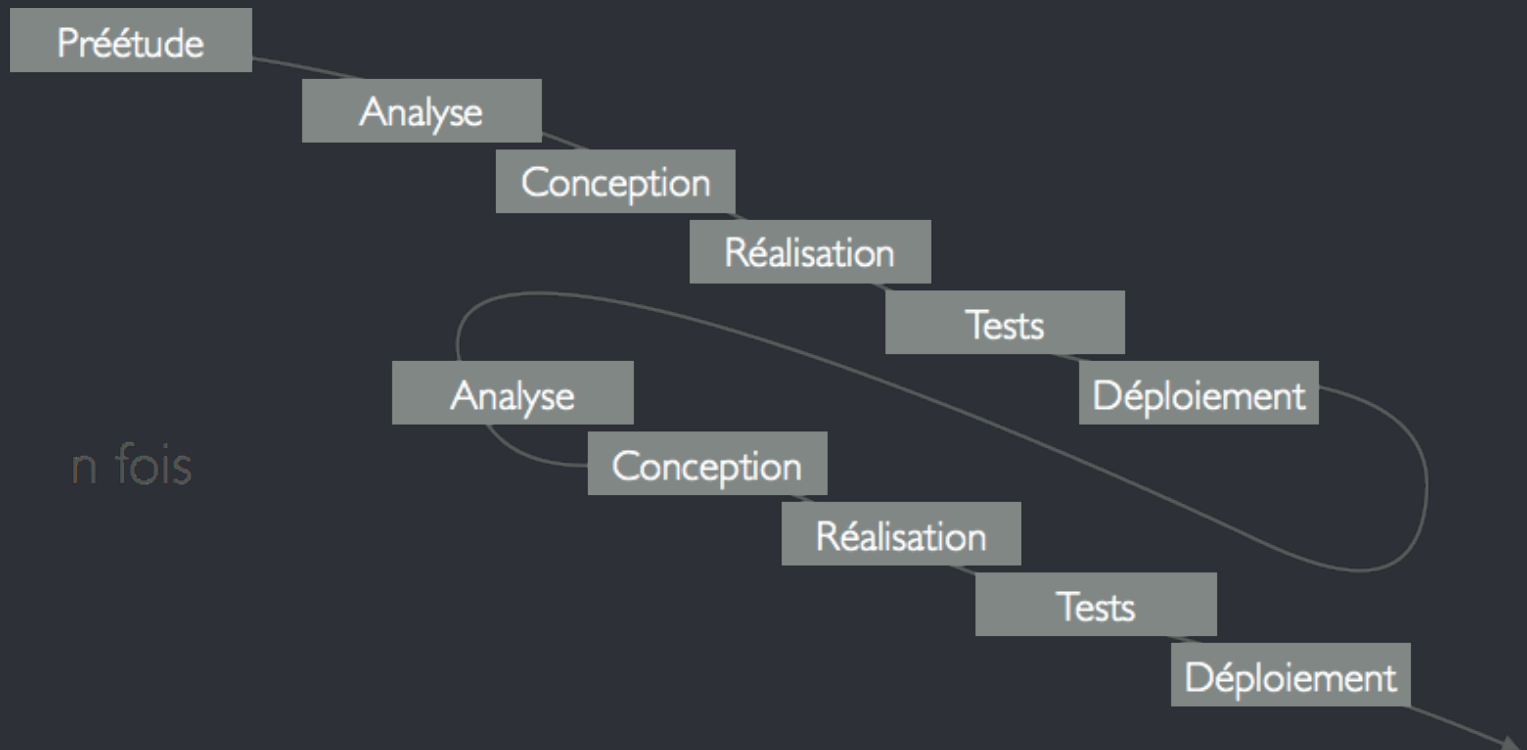 Préétude
Analyse
Conception
Réalisation
Tests
Déploiement
n fois
Analyse
Conception
Réalisation
Tests
Déploiement